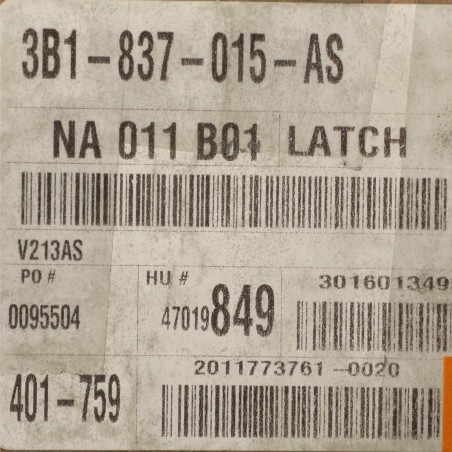 3B1-837-015-AS
NA 011 B01 LATCH
V213AS
PO # HU # 301601349
0095504 47019849
2011773761-0020
401-759